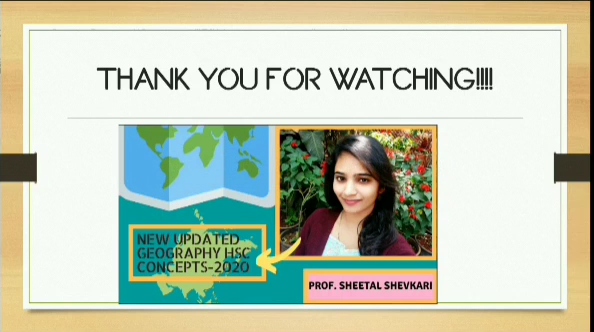 THANK YOU FOR WATCHING!!!!
NEW UPDATED
GEOGRAPHY HSC
CONCEPTS-2020
PROF. SHEETAL SHEVKARI